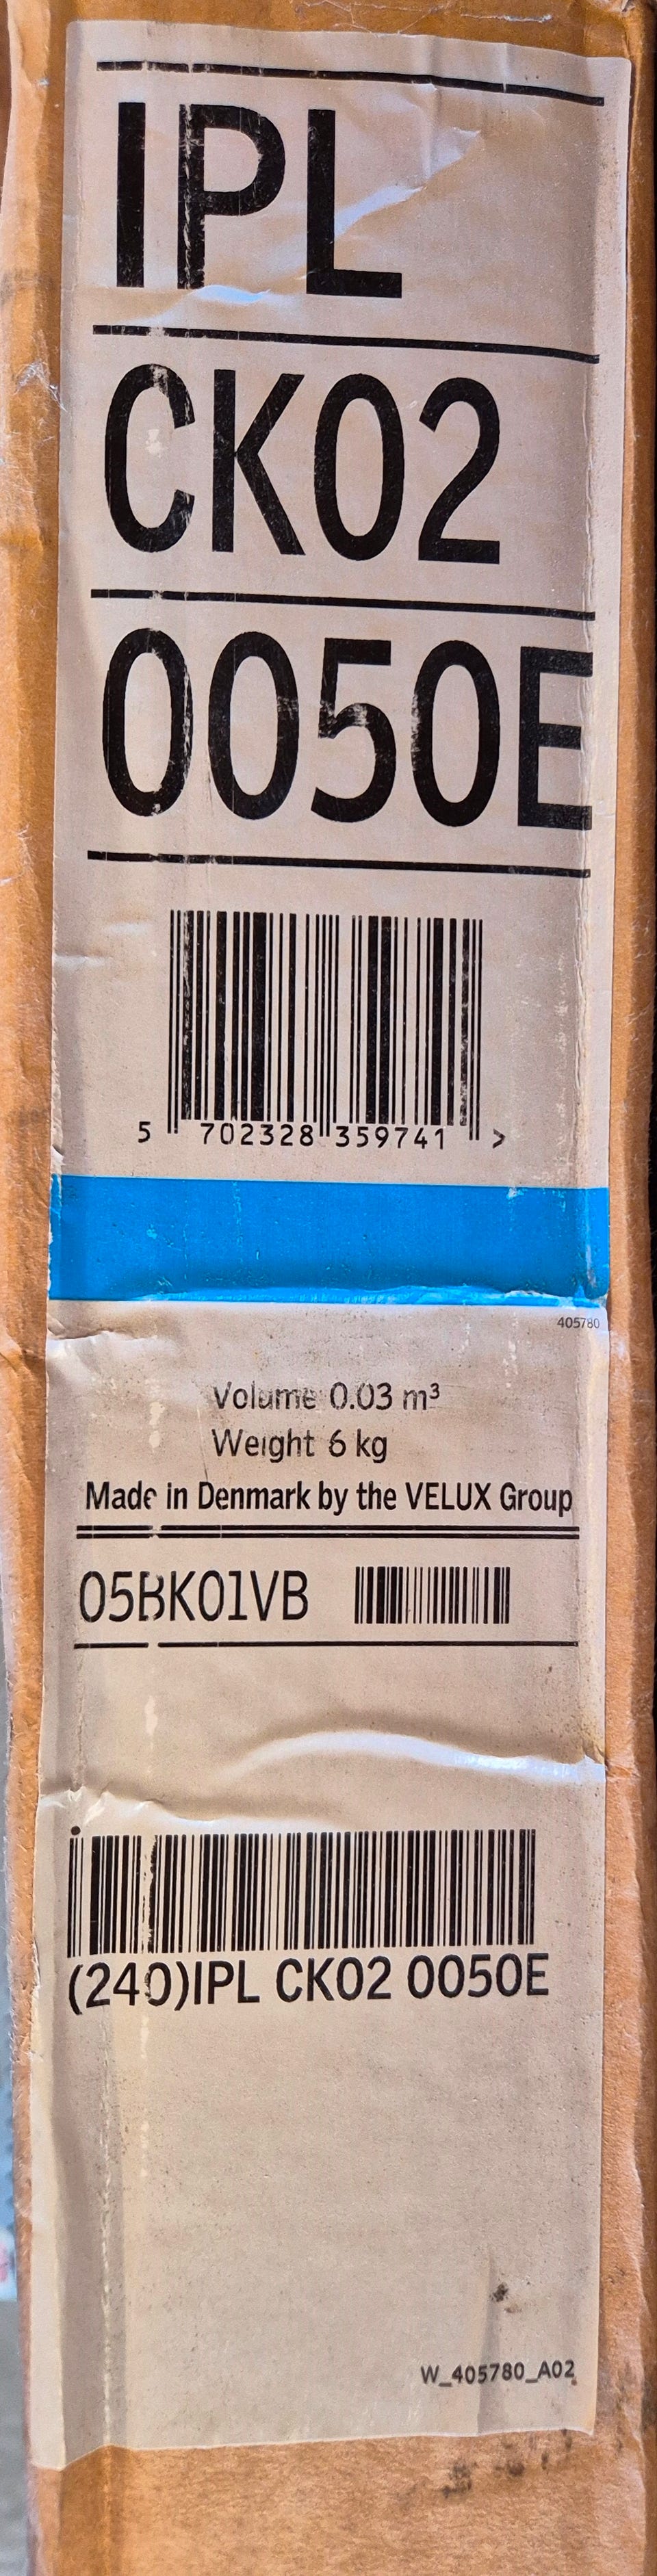 IPL
CK02
0050E
5 702328 359741 >
405780
Volume 0.03 m³
Weight 6 kg
Made in Denmark by the VELUX Group
05BK01VB
(240)IPL CK02 0050E
W_405780_A02